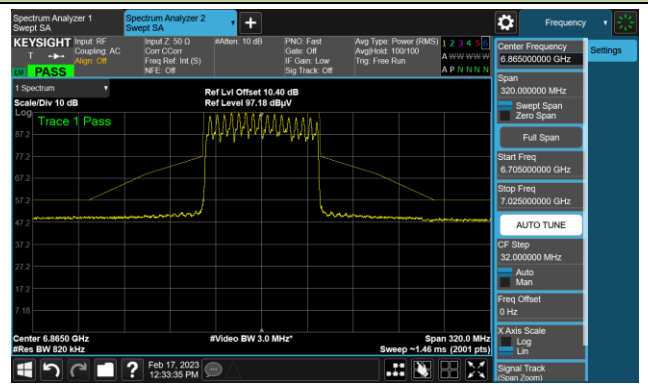 Spectrum Analyzer 1
Swept SA
Spectrum Analyzer 2
Swept SA
Frequency
KEYSIGHT
Input: RF
Coupling: AC
Align: Off
Input Z: 50 Ω
Corr CCorr
Freq Ref: Int (S)
NFE: Off
#Atten: 10 dB
PNO: Fast
Gate: Off
IF Gain: Low
Sig Track: Off
Avg Type: Power (RMS)
Avg|Hold: 100/100
Trig: Free Run
1 2 3 4 5 6
A W W W W W
A P N N N N
T
PASS
1 Spectrum
Scale/Div 10 dB
Ref Lvl Offset 10.40 dB
Ref Level 97.18 dBµV
Log
Trace 1 Pass
87.2
77.2
67.2
57.2
47.2
37.2
27.2
17.2
7.18
Center 6.8650 GHz
#Res BW 820 kHz
#Video BW 3.0 MHz*
Span 320.0 MHz
Sweep ~1.46 ms (2001 pts)
Feb 17, 2023
12:33:35 PM
Center Frequency
6.865000000 GHz
Settings
Span
320.000000 MHz
Swept Span
Zero Span
Full Span
Start Freq
6.705000000 GHz
Stop Freq
7.025000000 GHz
AUTO TUNE
CF Step
32.000000 MHz
Auto
Man
Freq Offset
0 Hz
X Axis Scale
Log
Lin
Signal Track
(Span Zoom)